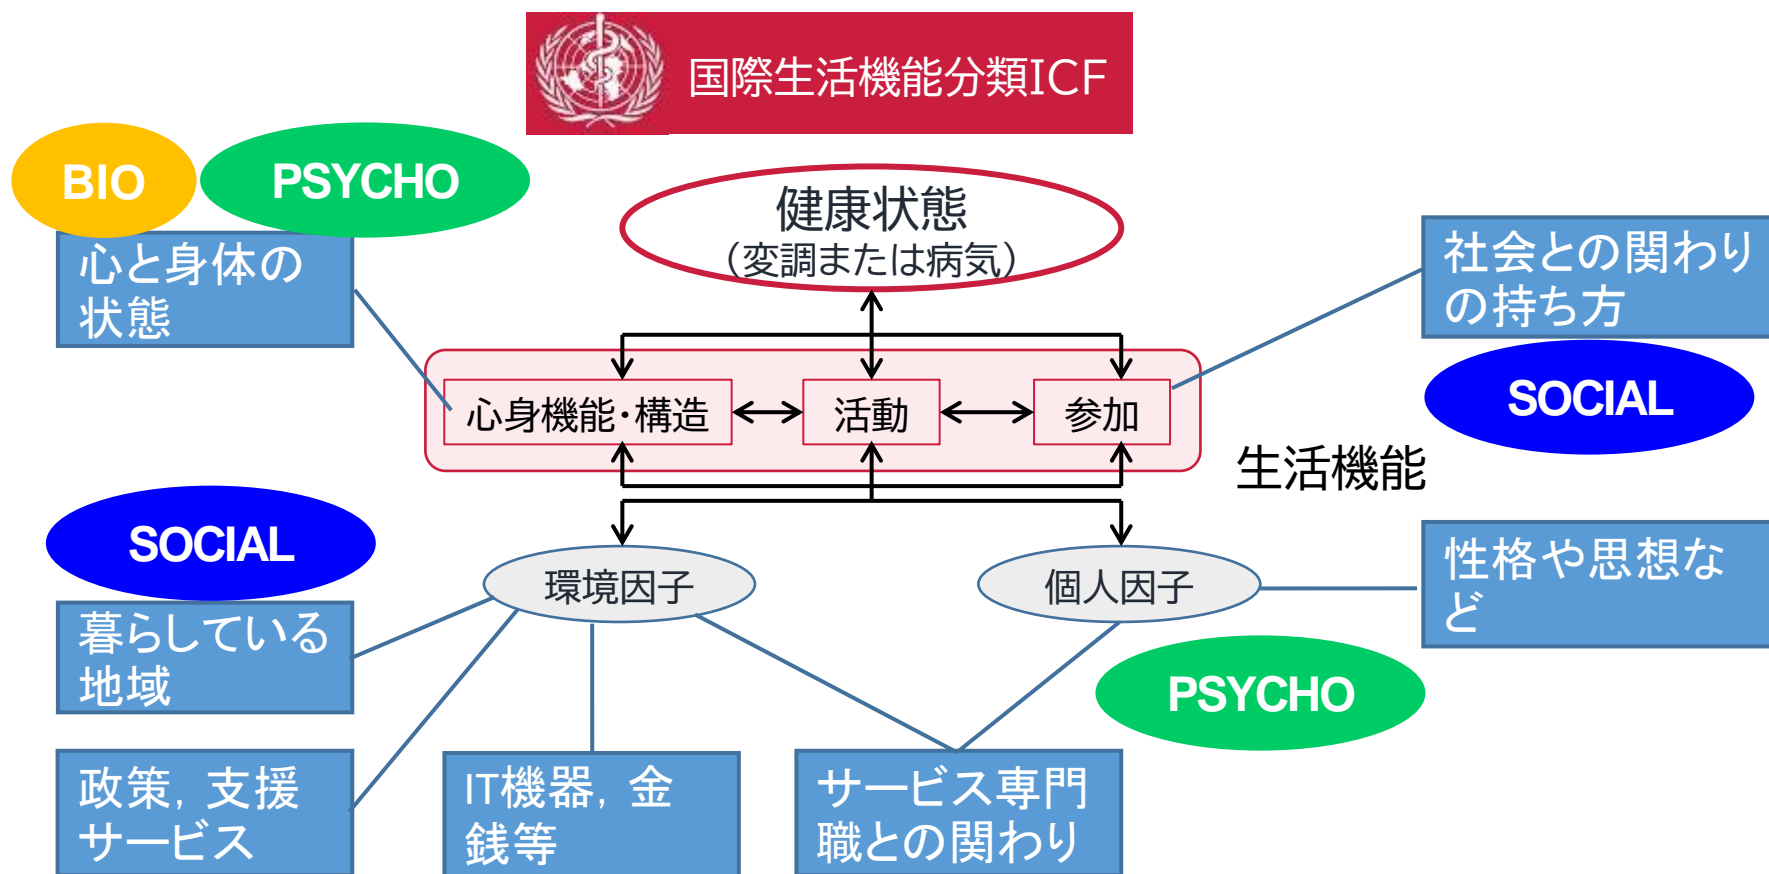 国際生活機能分類ICF
BIO
PSYCHO
心と身体の
状態
健康状態
（変調または病気）
社会との関わり
の持ち方
SOCIAL
心身機能・構造
活動
参加
生活機能
SOCIAL
暮らしている
地域
環境因子
個人因子
性格や思想な
ど
PSYCHO
政策，支援
サービス
IT機器，金
銭等
サービス専門
職との関わり